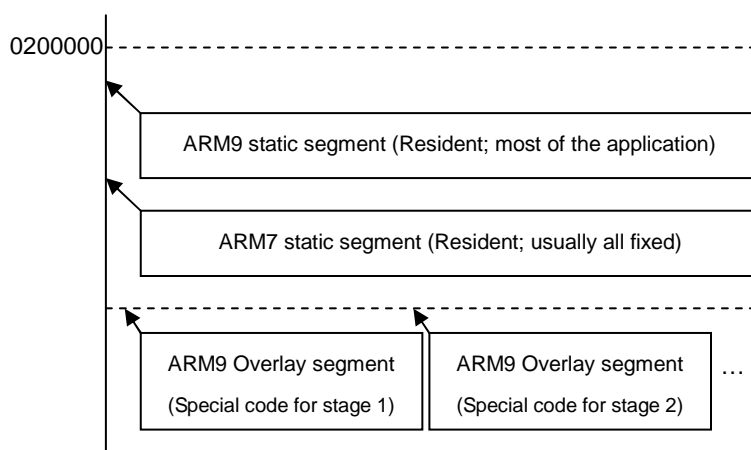 0200000
ARM9 static segment (Resident; most of the application)
ARM7 static segment (Resident; usually all fixed)
ARM9 Overlay segment
(Special code for stage 1)
ARM9 Overlay segment
(Special code for stage 2)
…